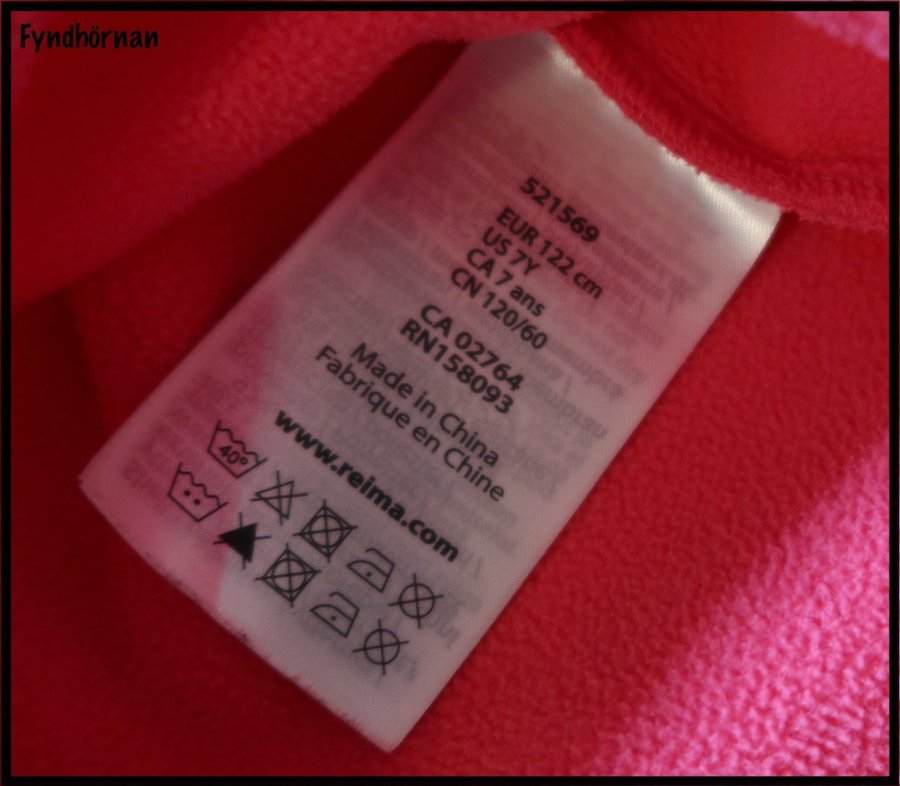 Fyndhörnan
521569
EUR 122 cm
US 7Y
CA 7 ans
CN 120/60
CA 02764
RN158093
Made in China
Fabrique en Chine
www.reima.com
40°